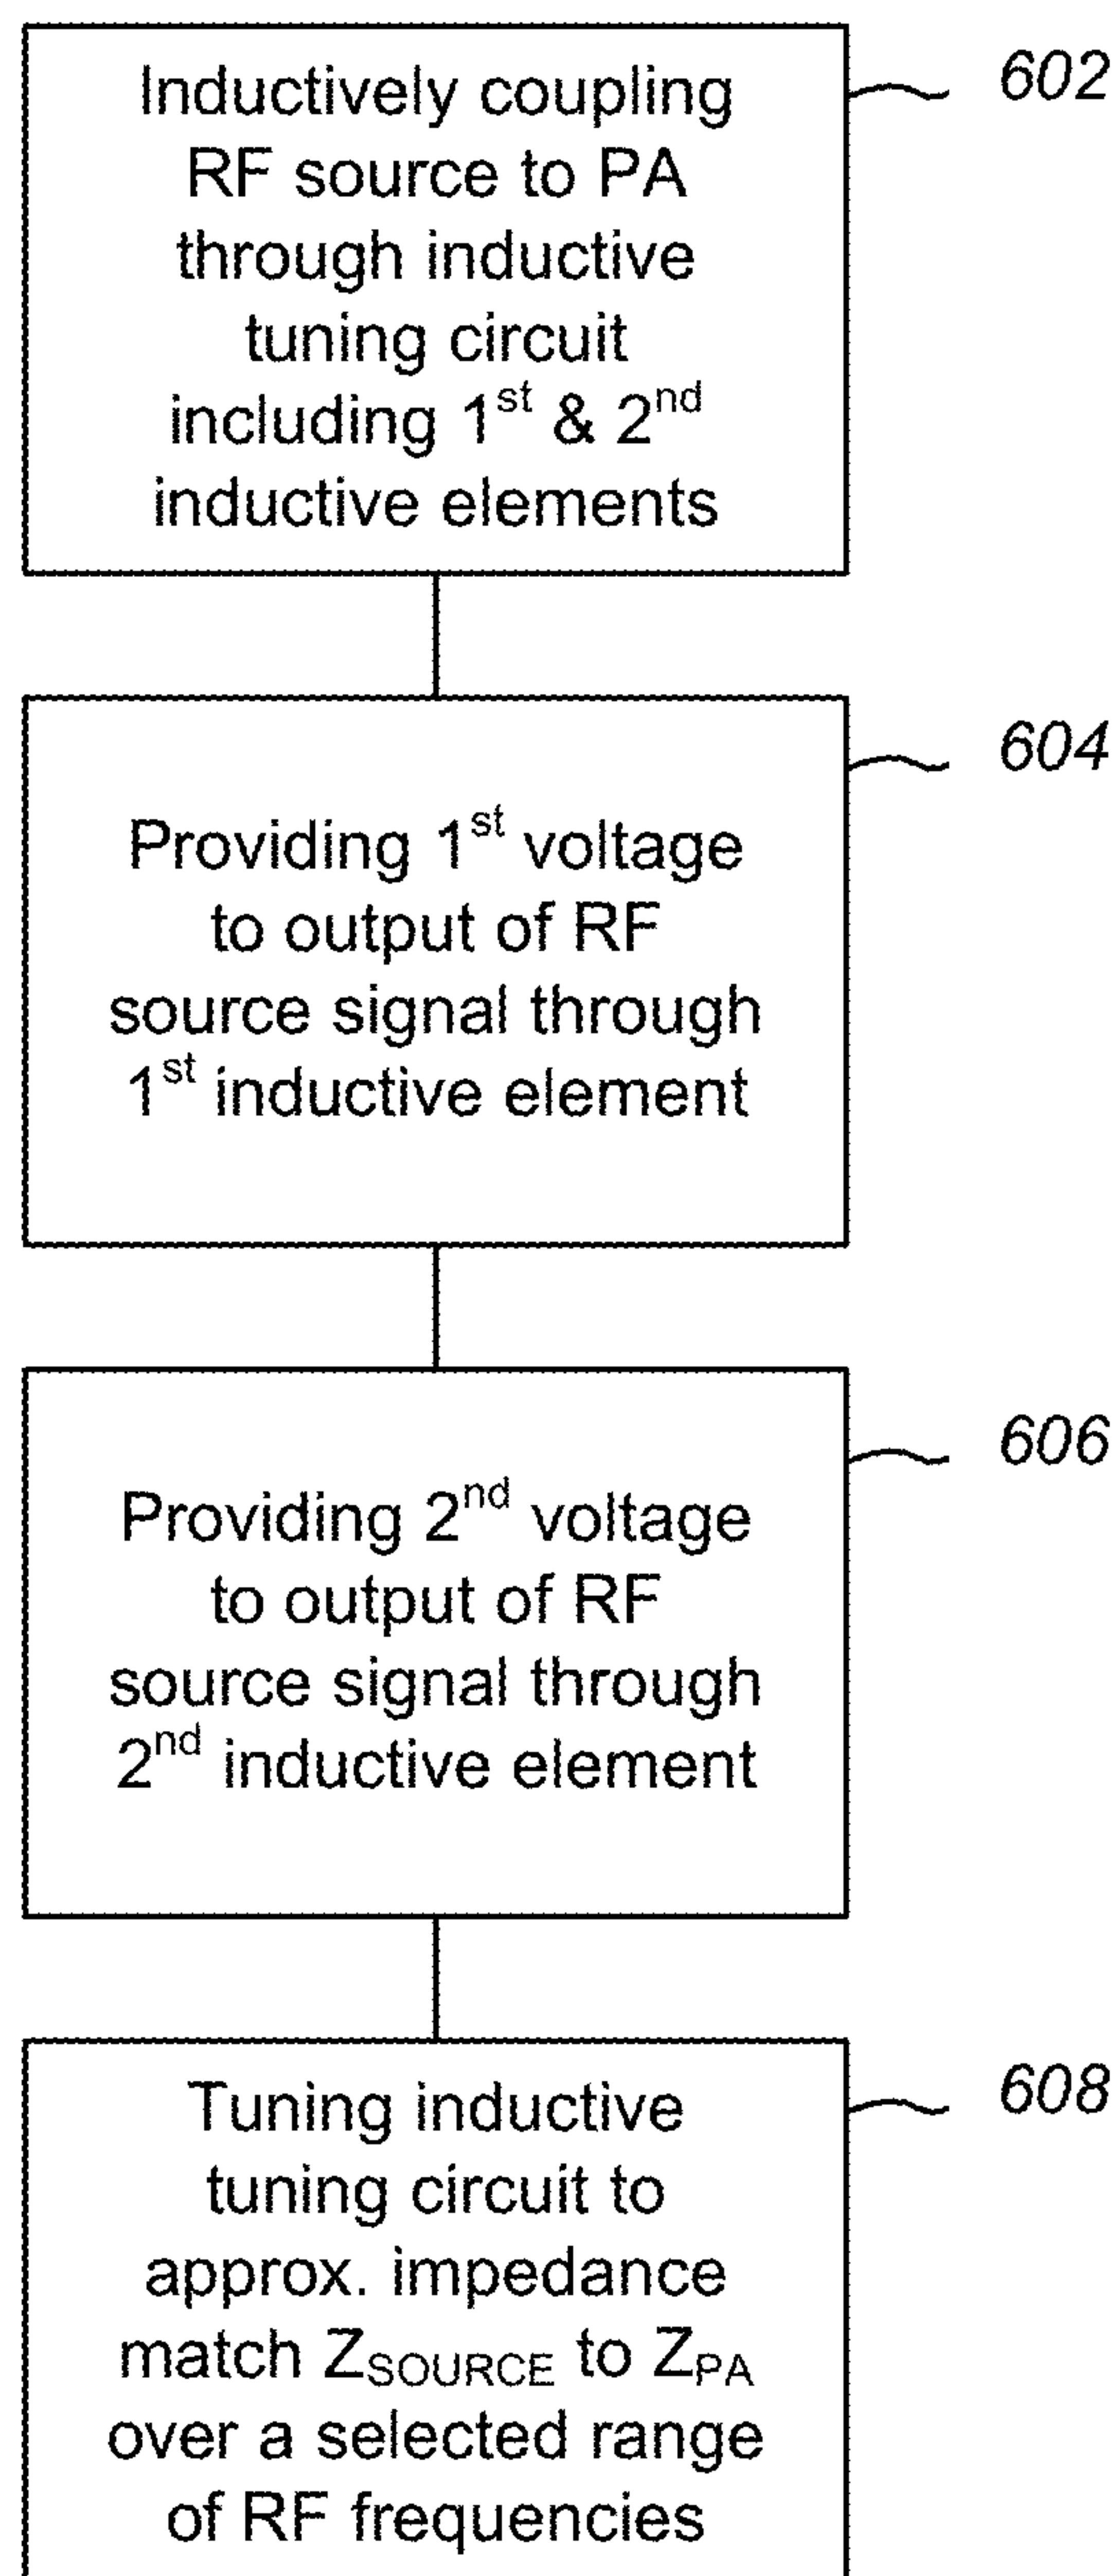 Inductively coupling
RF source to PA
through inductive
tuning circuit
including 1st & 2nd
inductive elements
602
Providing 1st voltage
to output of RF
source signal through
1st inductive element
604
Providing 2nd voltage
to output of RF
source signal through
2nd inductive element
606
Tuning inductive
tuning circuit to
approx. impedance
match ZSOURCE to ZPA
over a selected range
of RF frequencies
608